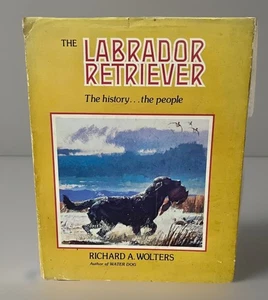 THE LABRADOR
RETRIEVER
The history...the people
RICHARD A. WOLTERS
Author of WATER DOG